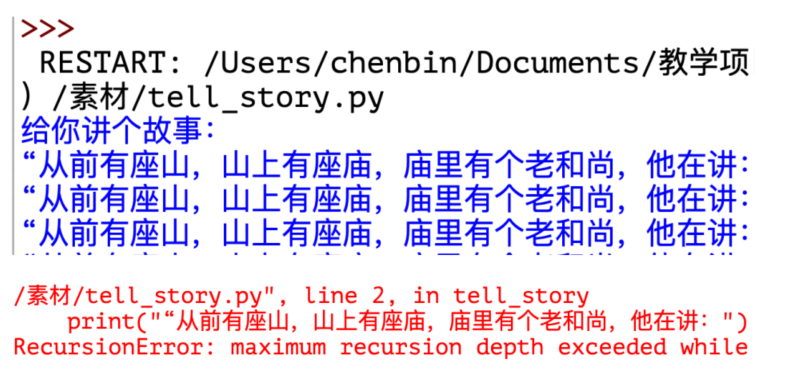 >>>
RESTART: /Users/chenbin/Documents/教学项
) /素材/tell_story.py
给你讲个故事：
“从前有座山，山上有座庙，庙里有个老和尚，他在讲：
“从前有座山，山上有座庙，庙里有个老和尚，他在讲：
“从前有座山，山上有座庙，庙里有个老和尚，他在讲：
/素材/tell_story.py", line 2, in tell_story
print("“从前有座山，山上有座庙，庙里有个老和尚，他在讲：")
RecursionError: maximum recursion depth exceeded while